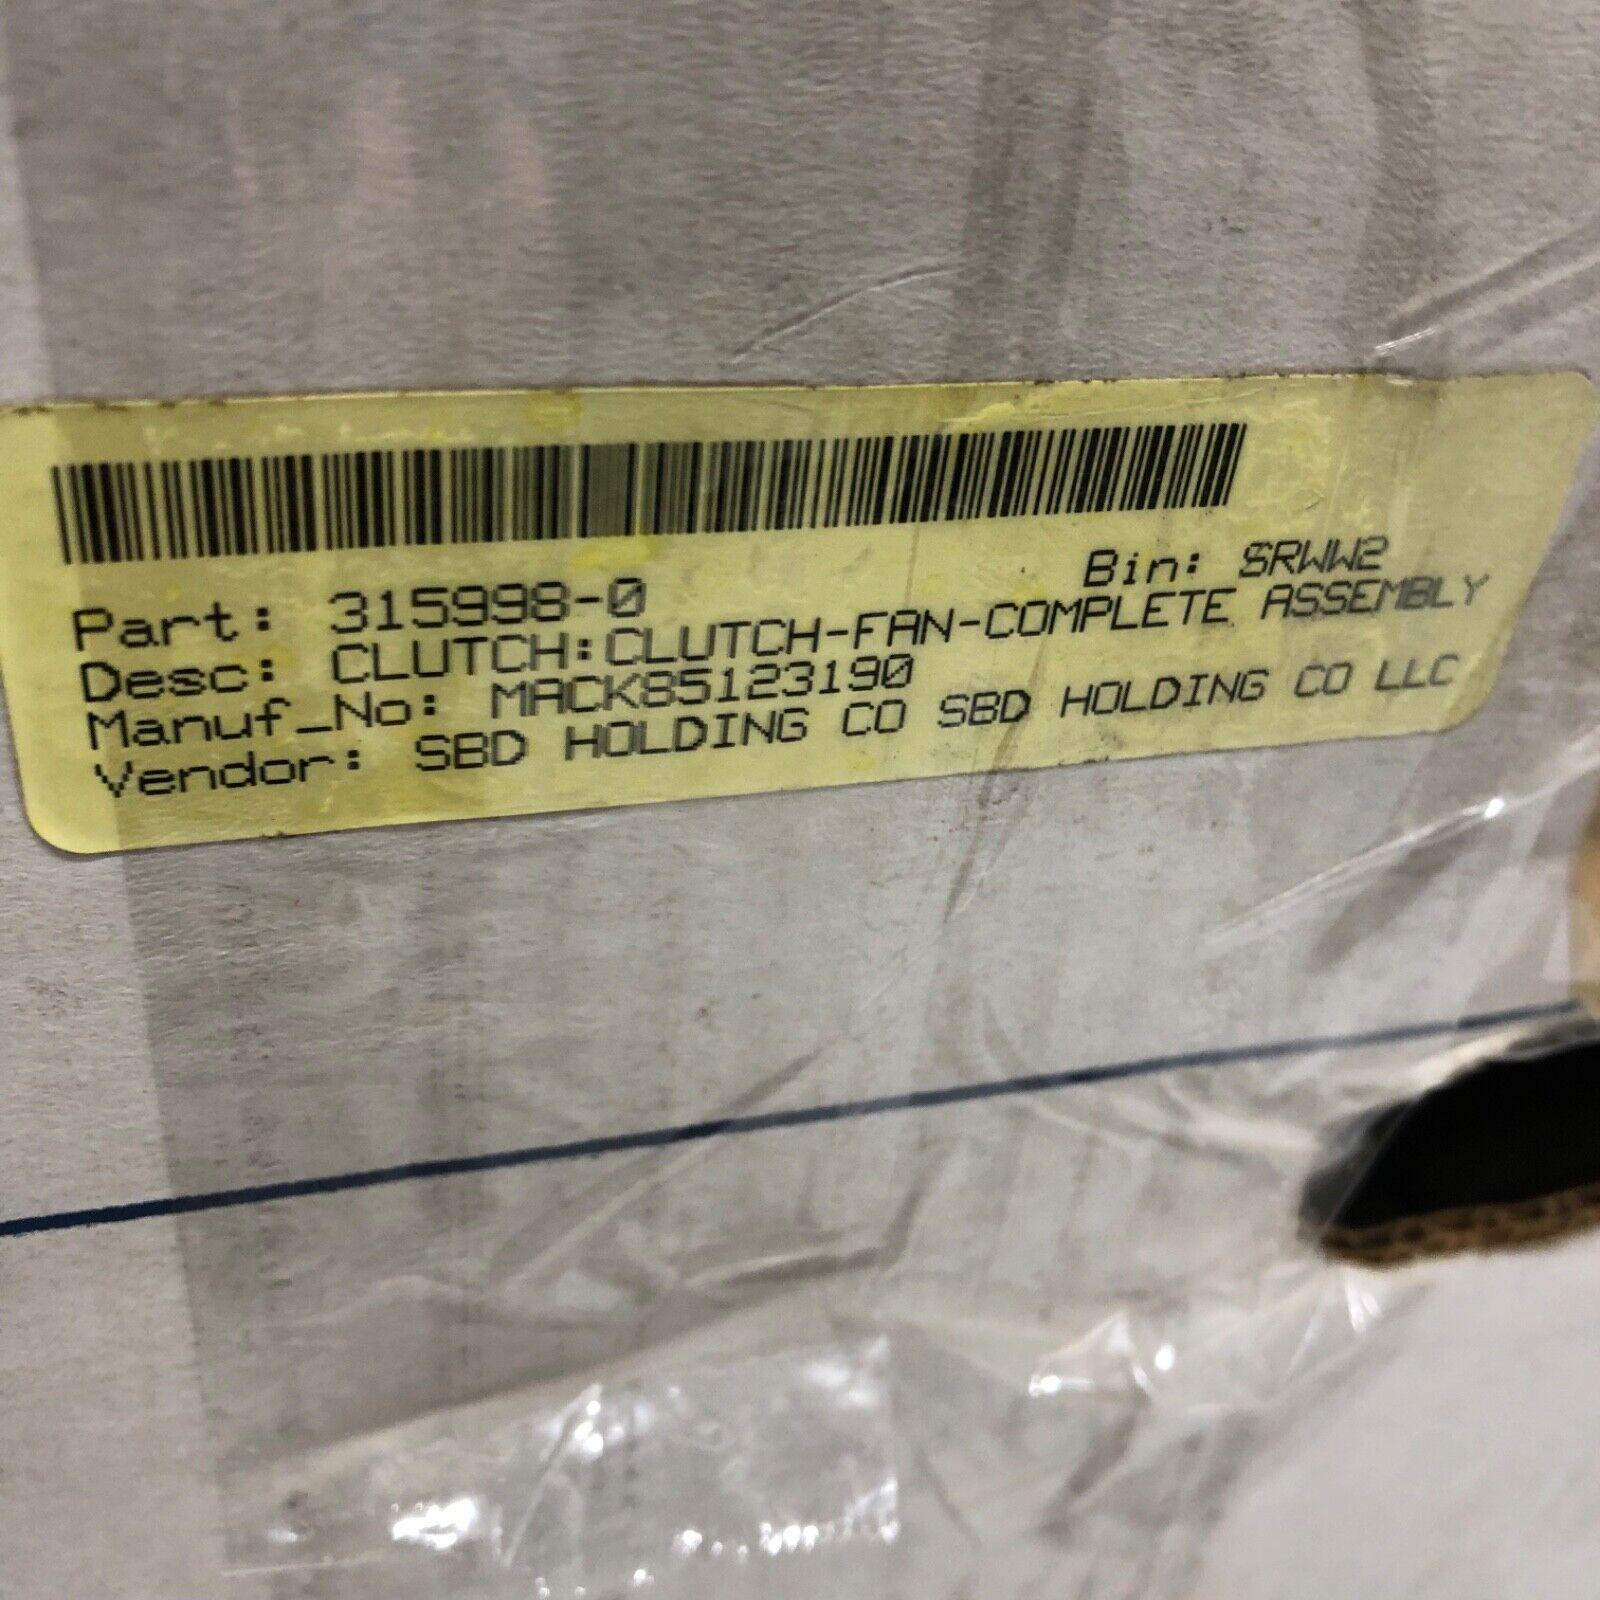 Part: 315998-0 Bin: SRWW2
Desc: CLUTCH:CLUTCH-FAN-COMPLETE ASSEMBLY
Manuf_No: MACK85123190
Vendor: SBD HOLDING CO SBD HOLDING CO LLC